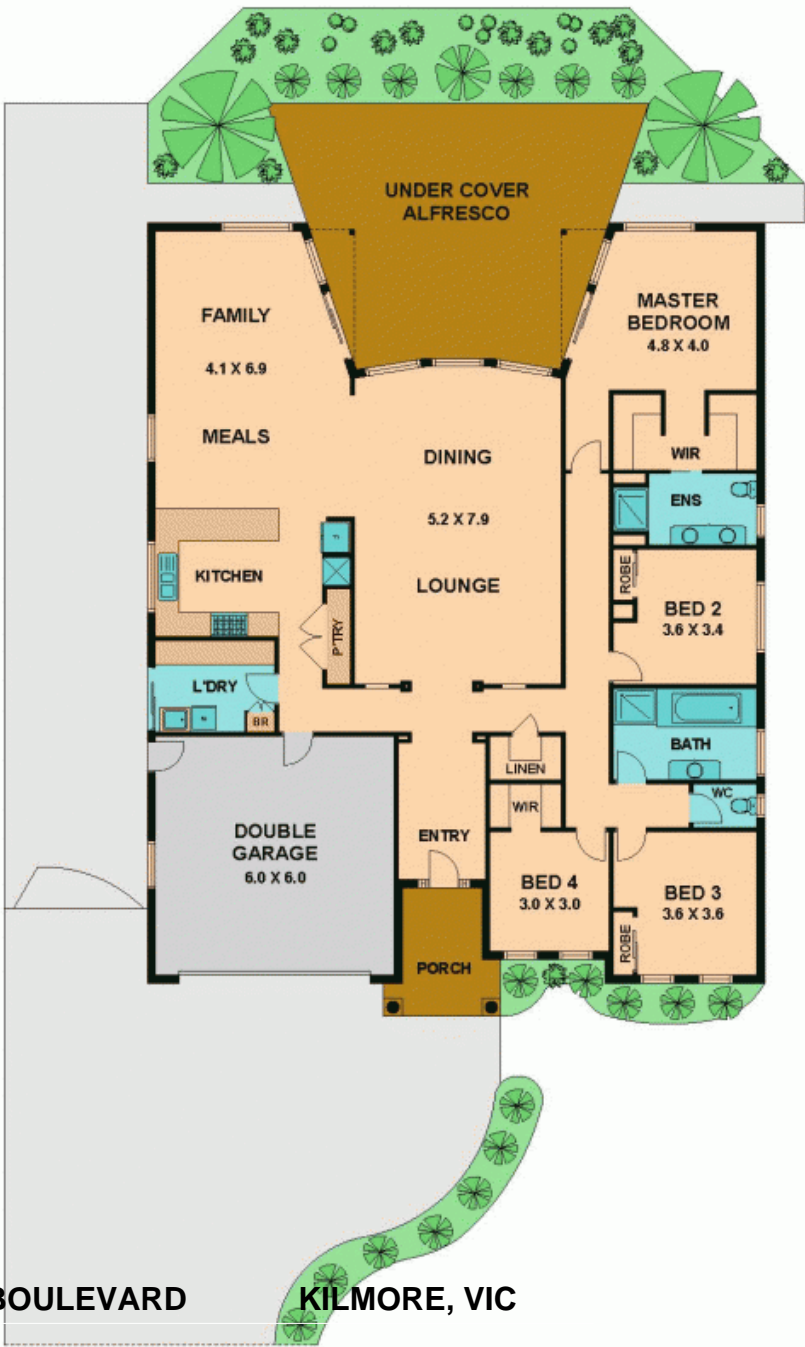 UNDER COVER
ALFRESCO
FAMILY
4.1 X 6.9
MEALS
MASTER
BEDROOM
4.8 X 4.0
DINING
5.2 X 7.9
LOUNGE
WIR
ENS
KITCHEN
ROBE
BED 2
3.6 X 3.4
P'TRY
L'DRY
BR
BATH
LINEN
WIR
WC
DOUBLE
GARAGE
6.0 X 6.0
ENTRY
BED 4
3.0 X 3.0
BED 3
3.6 X 3.6
ROBE
PORCH
BOULEVARD KILMORE, VIC